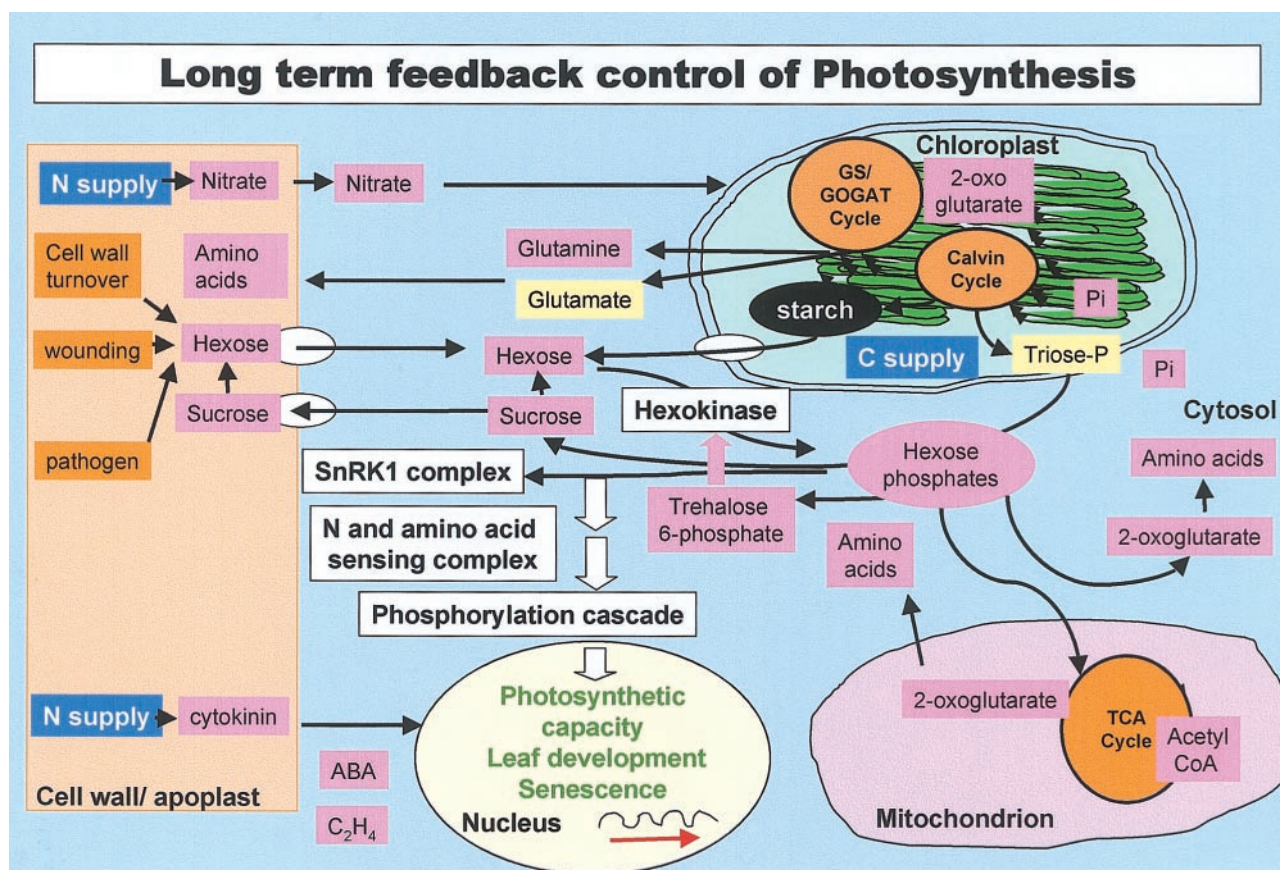 Long term feedback control of Photosynthesis
N supply
Nitrate
Nitrate
Chloroplast
GS/
GOGAT
Cycle
2-oxo
glutarate
Cell wall
turnover
Amino
acids
Glutamine
Glutamate
Calvin
Cycle
Pi
starch
wounding
Hexose
Hexose
C supply
Triose-P
Pi
Sucrose
Sucrose
Hexokinase
Cytosol
pathogen
SnRK1 complex
Hexose
phosphates
Amino acids
Trehalose
6-phosphate
N and amino acid
sensing complex
Amino
acids
2-oxoglutarate
Phosphorylation cascade
N supply
cytokinin
Photosynthetic
capacity
Leaf development
Senescence
Nucleus
2-oxoglutarate
TCA
Cycle
Acetyl
CoA
ABA
C₂H₄
Cell wall/ apoplast
Mitochondrion